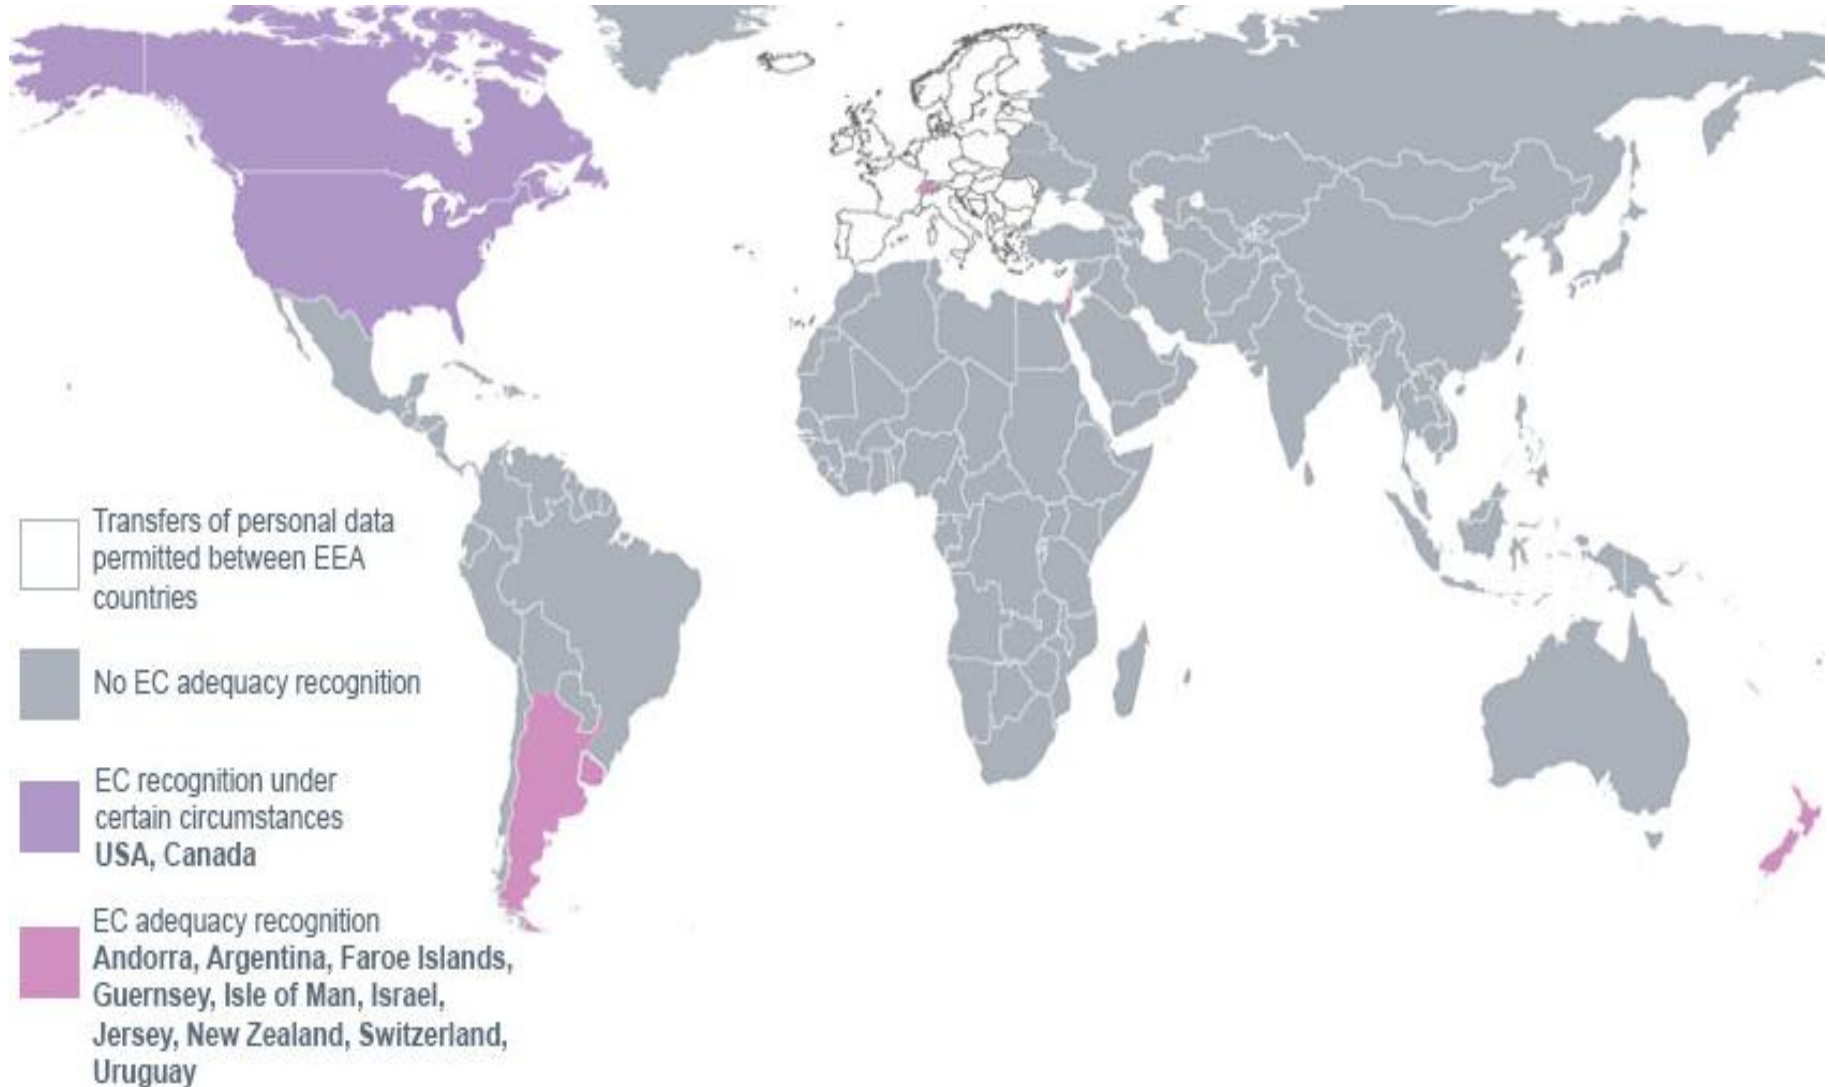 Transfers of personal data
permitted between EEA
countries
No EC adequacy recognition
EC recognition under
certain circumstances
USA, Canada
EC adequacy recognition
Andorra, Argentina, Faroe Islands,
Guernsey, Isle of Man, Israel,
Jersey, New Zealand, Switzerland,
Uruguay